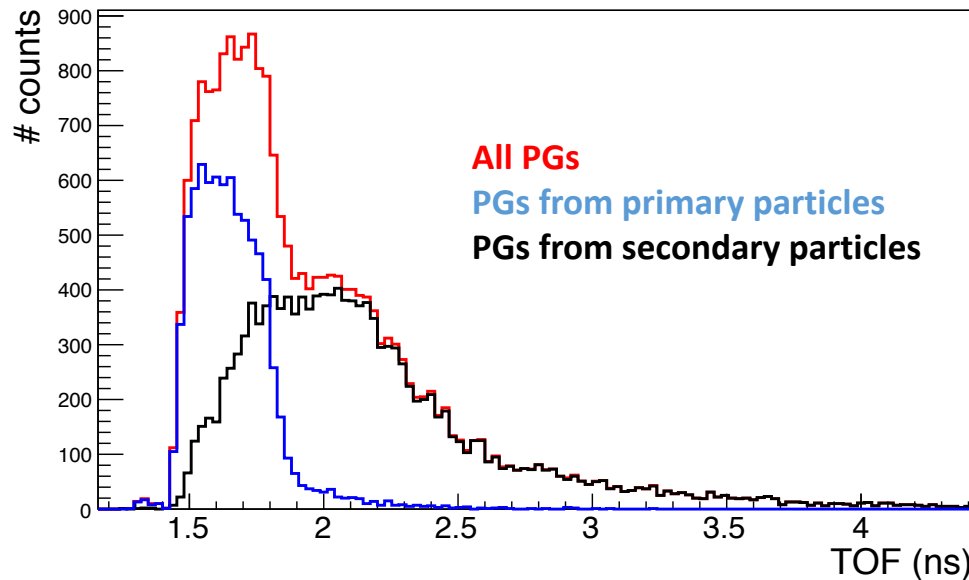 # counts
900
800
700
600
500
400
300
200
100
0
All PGs
PGs from primary particles
PGs from secondary particles
1.5 2 2.5 3 3.5 4
TOF (ns)